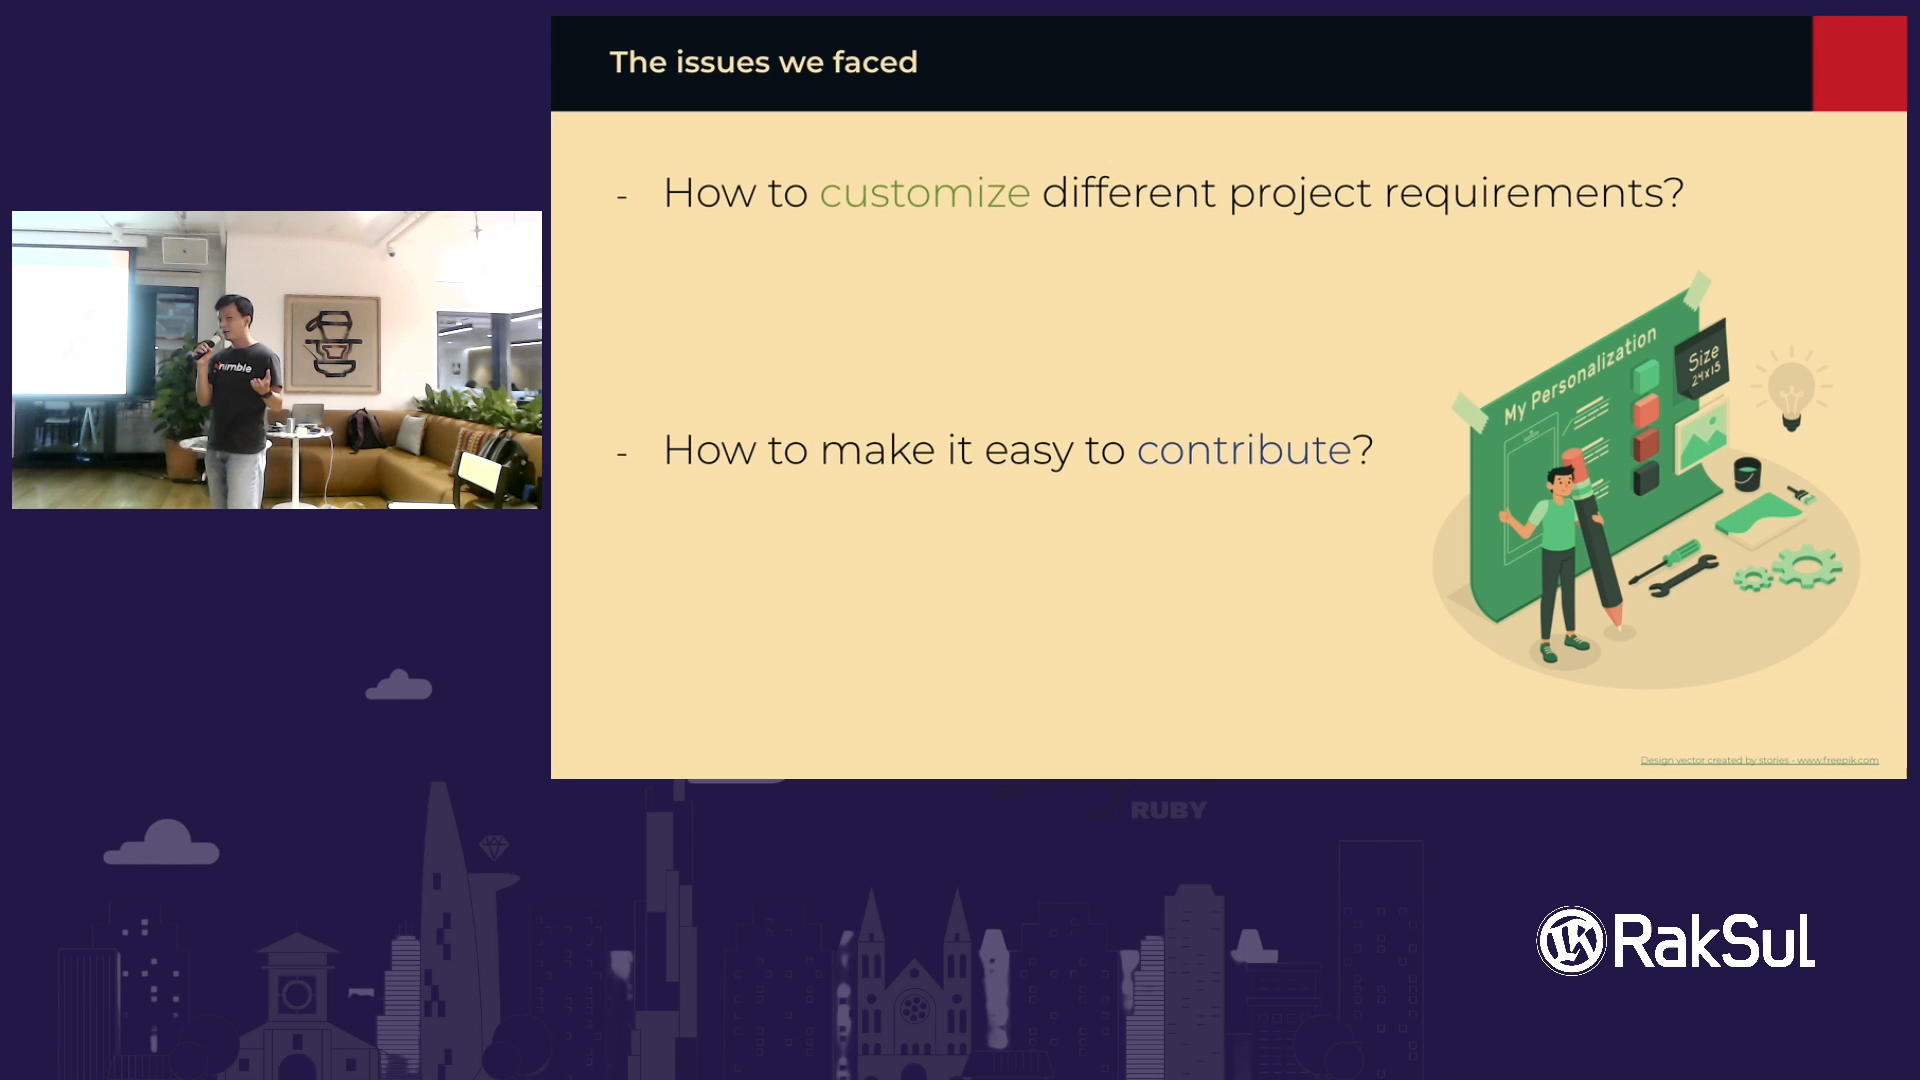 The issues we faced
- How to customize different project requirements?
- How to make it easy to contribute?
My Personalization
Size
24x15
Design vector created by stories - www.freepik.com
nimble
RUBY
RakSul